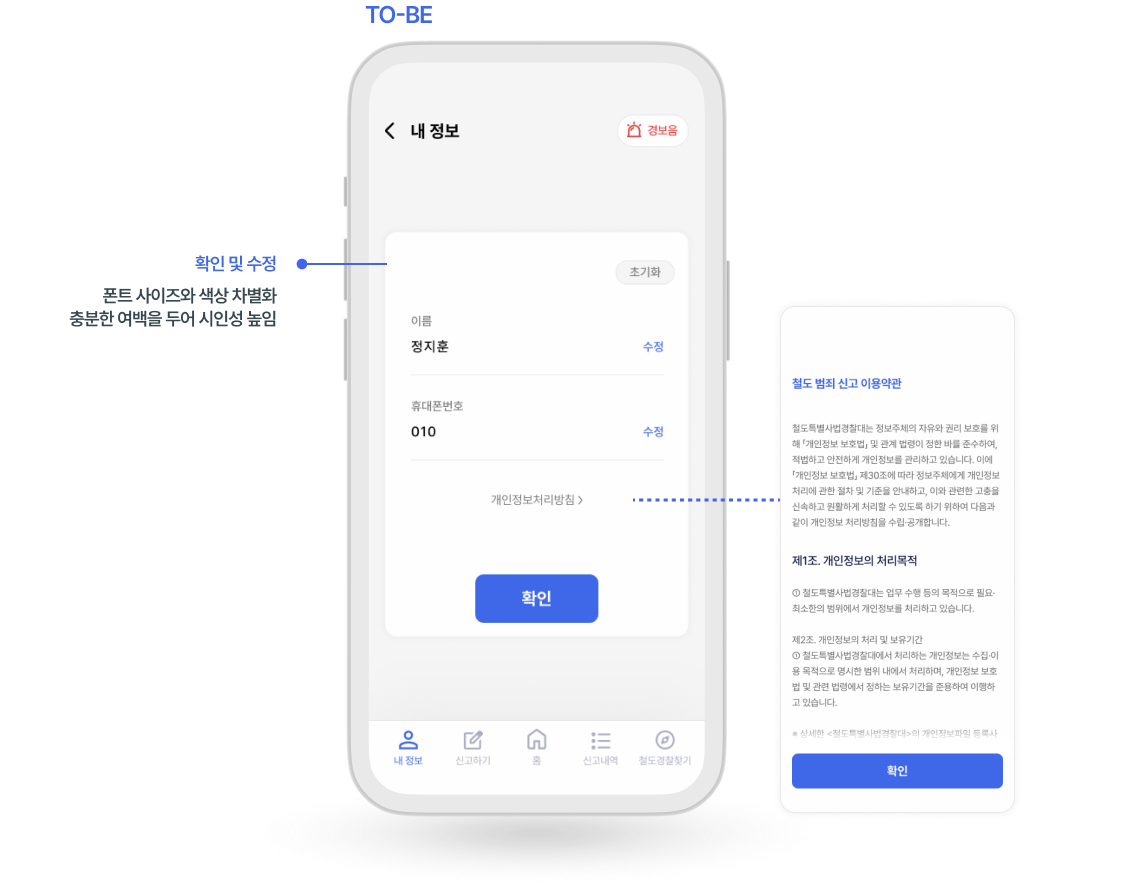 TO-BE
내 정보
경보음
확인 및 수정
폰트 사이즈와 색상 차별화
충분한 여백을 두어 시인성 높임
초기화
이름
정지훈
수정
휴대폰번호
010
수정
개인정보처리방침 >
확인
내 정보
신고하기
홈
신고내역
철도경찰찾기
철도 범죄 신고 이용약관
철도특별사법경찰대는 정보주체의 자유와 권리 보호를 위
해 「개인정보 보호법」 및 관계 법령이 정한 바를 준수하여,
적법하고 안전하게 개인정보를 관리하고 있습니다. 이에
「개인정보 보호법」 제30조에 따라 정보주체에게 개인정보
처리에 관한 절차 및 기준을 안내하고, 이와 관련한 고충을
신속하고 원활하게 처리할 수 있도록 하기 위하여 다음과
같이 개인정보 처리방침을 수립·공개합니다.
제1조. 개인정보의 처리목적
① 철도특별사법경찰대는 업무 수행 등의 목적으로 필요·
최소한의 범위에서 개인정보를 처리하고 있습니다.
제2조. 개인정보의 처리 및 보유기간
① 철도특별사법경찰대에서 처리하는 개인정보는 수집·이
용 목적으로 명시한 범위 내에서 처리하며, 개인정보 보호
법 및 관련 법령에서 정하는 보유기간을 준용하여 이행하
고 있습니다.
※ 상세한 <철도특별사법경찰대>의 개인정보파일 등록사
확인